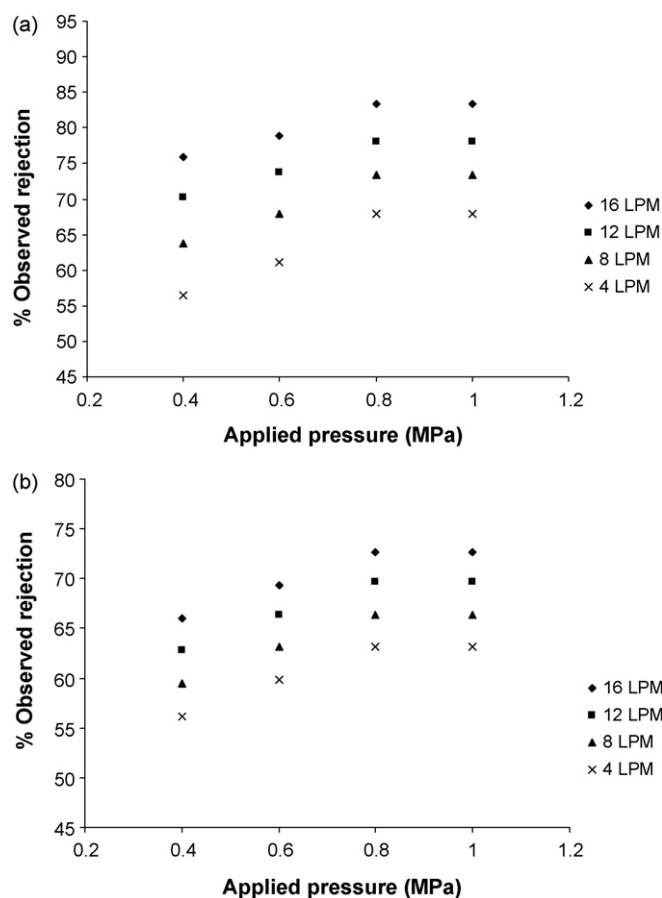 (a)
95
90
85
80
75
70
65
60
55
50
45
% Observed rejection
0.2 0.4 0.6 0.8 1 1.2
Applied pressure (MPa)
16 LPM
12 LPM
8 LPM
4 LPM
(b)
80
75
70
65
60
55
50
45
% Observed rejection
0.2 0.4 0.6 0.8 1 1.2
Applied pressure (MPa)
16 LPM
12 LPM
8 LPM
4 LPM